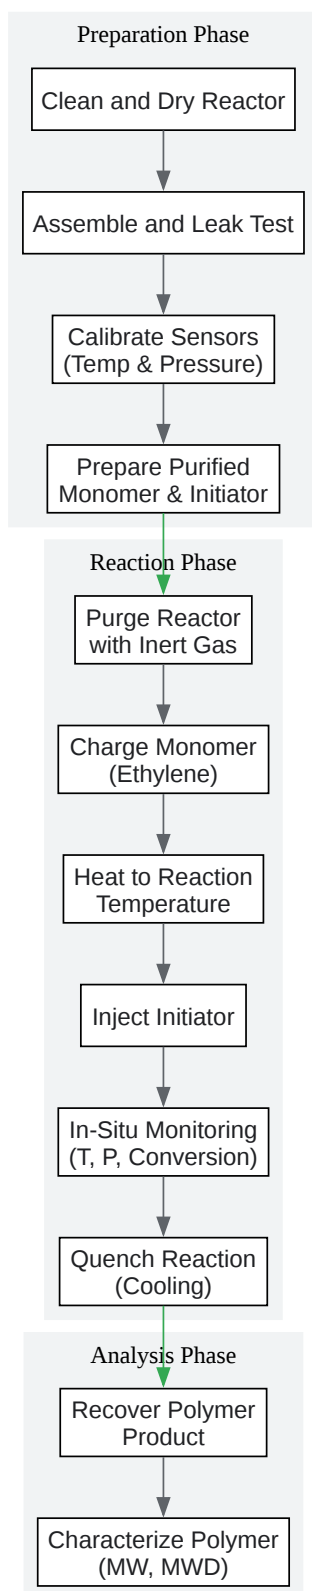 Preparation Phase
Clean and Dry Reactor
Assemble and Leak Test
Calibrate Sensors
(Temp & Pressure)
Prepare Purified
Monomer & Initiator
Reaction Phase
Purge Reactor
with Inert Gas
Charge Monomer
(Ethylene)
Heat to Reaction
Temperature
Inject Initiator
In-Situ Monitoring
(T, P, Conversion)
Quench Reaction
(Cooling)
Analysis Phase
Recover Polymer
Product
Characterize Polymer
(MW, MWD)